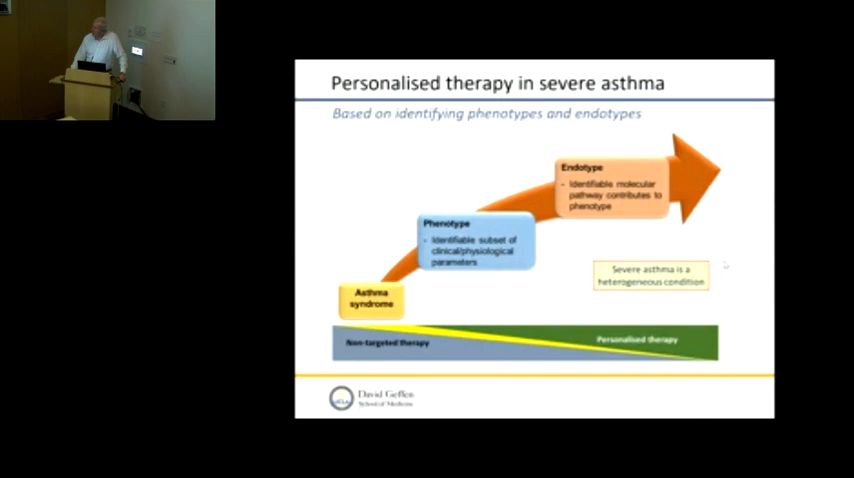 Personalised therapy in severe asthma
Based on identifying phenotypes and endotypes
Endotype
- Identifiable molecular
pathway contributes to
phenotype
Phenotype
- Identifiable subset of
clinical/physiological
parameters
Severe asthma is a
heterogeneous condition
Asthma
syndrome
Non-targeted therapy
Personalised therapy
UCLA
David Geffen
School of Medicine